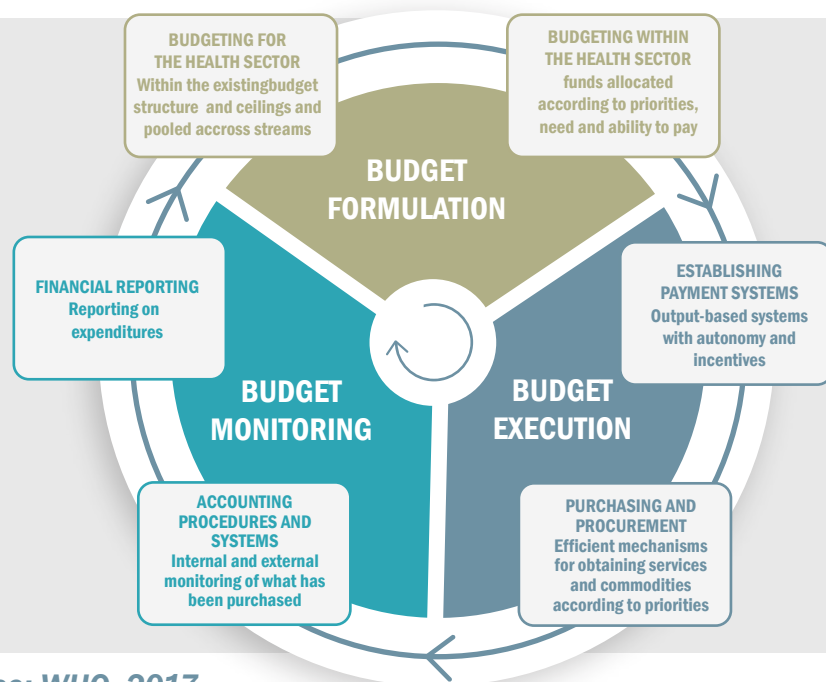 BUDGETING FOR
THE HEALTH SECTOR
Within the existingbudget
structure and ceilings and
pooled accross streams
BUDGETING WITHIN
THE HEALTH SECTOR
funds allocated
according to priorities,
need and ability to pay
BUDGET
FORMULATION
FINANCIAL REPORTING
Reporting on
expenditures
ESTABLISHING
PAYMENT SYSTEMS
Output-based systems
with autonomy and
incentives
BUDGET
MONITORING
BUDGET
EXECUTION
ACCOUNTING
PROCEDURES AND
SYSTEMS
Internal and external
monitoring of what has
been purchased
PURCHASING AND
PROCUREMENT
Efficient mechanisms
for obtaining services
and commodities
according to priorities
WHO, 2017